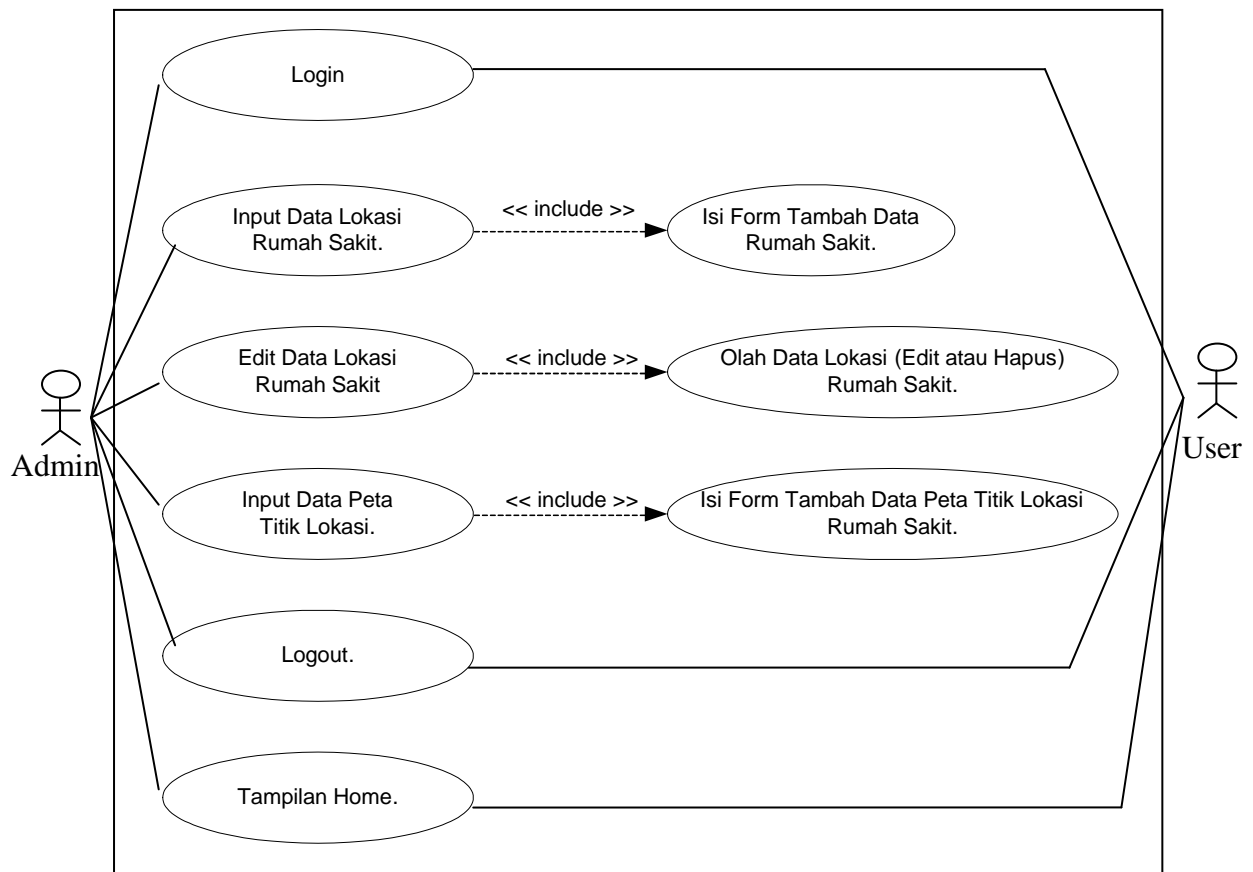 Login
Input Data Lokasi
Rumah Sakit.
<< include >>
Isi Form Tambah Data
Rumah Sakit.
Edit Data Lokasi
Rumah Sakit
<< include >>
Olah Data Lokasi (Edit atau Hapus)
Rumah Sakit.
Admin
User
Input Data Peta
Titik Lokasi.
<< include >>
Isi Form Tambah Data Peta Titik Lokasi
Rumah Sakit.
Logout.
Tampilan Home.